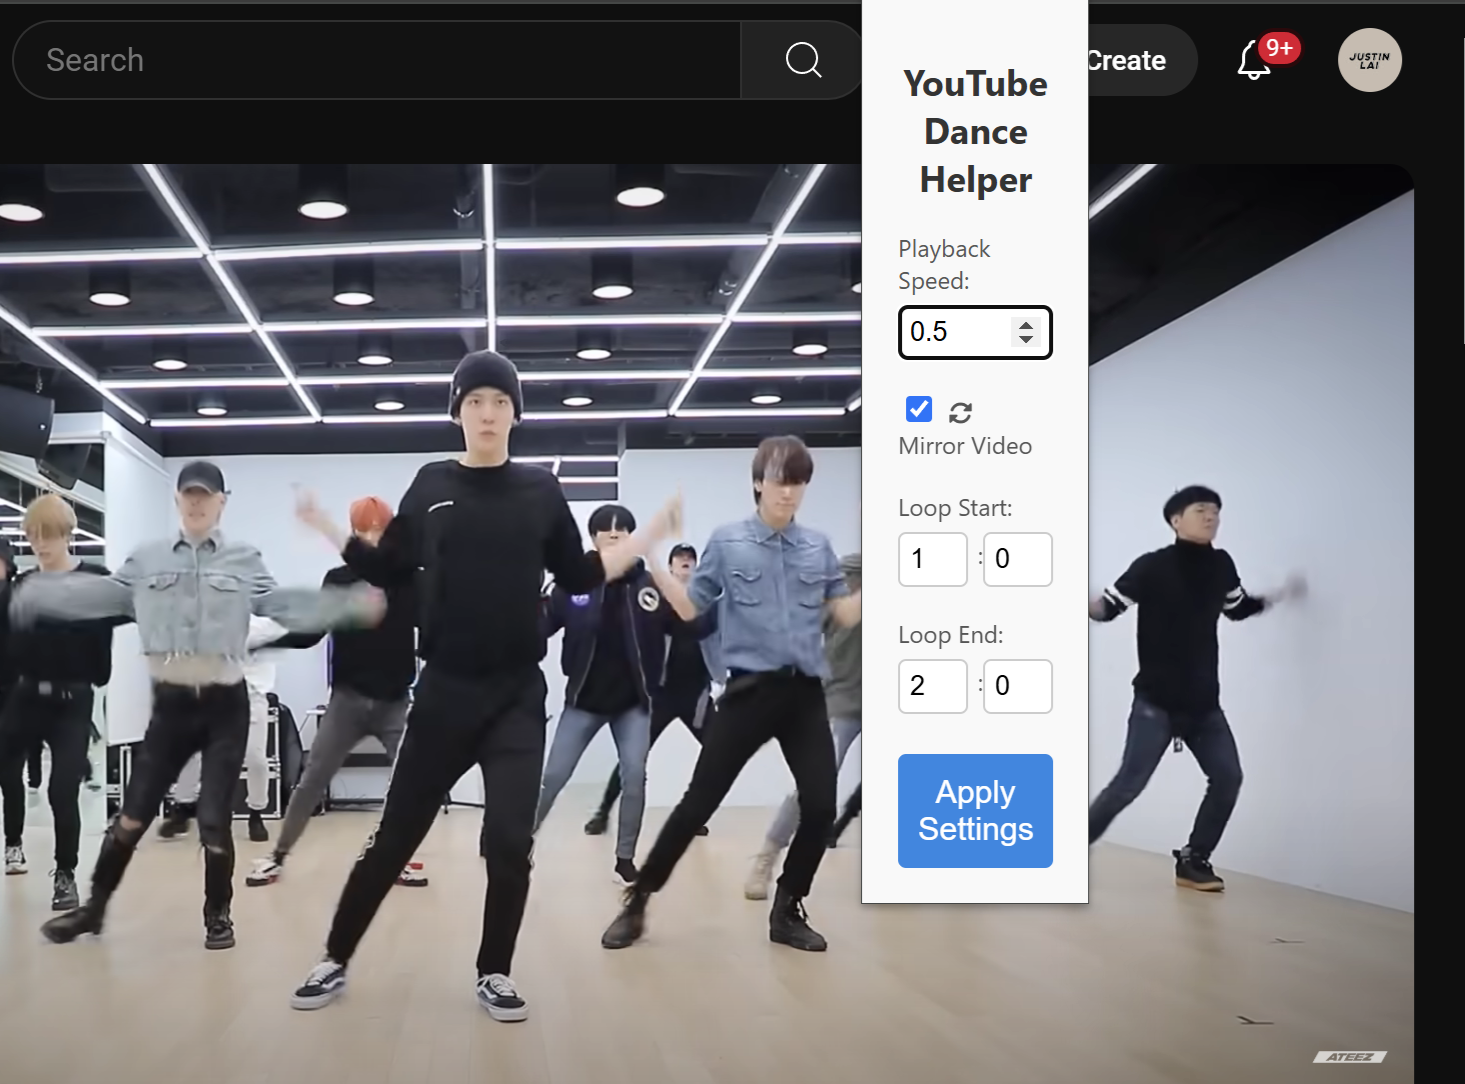 Search
Create
9+
JUSTIN
LAI
YouTube
Dance
Helper
Playback
Speed:
0.5
Mirror Video
Loop Start:
1 : 0
Loop End:
2 : 0
Apply
Settings
ATEEZ